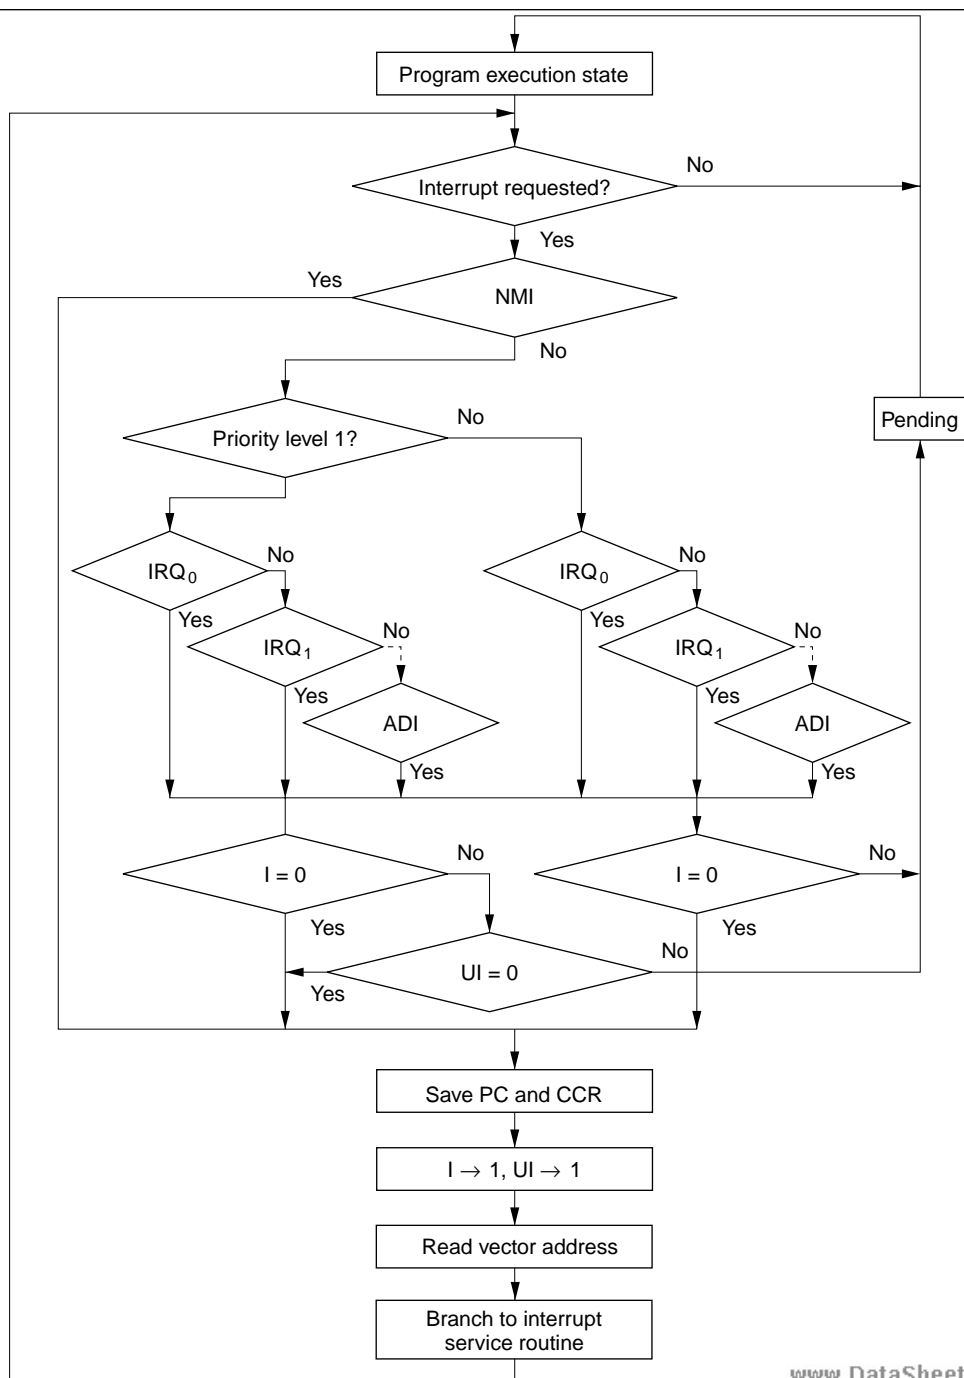 Program execution state
Interrupt requested?
No
Yes
Yes
NMI
No
Priority level 1?
No
Pending
IRQ0
No
Yes
IRQ0
No
Yes
IRQ1
No
Yes
IRQ1
No
Yes
ADI
Yes
ADI
Yes
I = 0
No
Yes
I = 0
No
Yes
UI = 0
No
Yes
Save PC and CCR
I → 1, UI → 1
Read vector address
Branch to interrupt
service routine
www.DataSheet